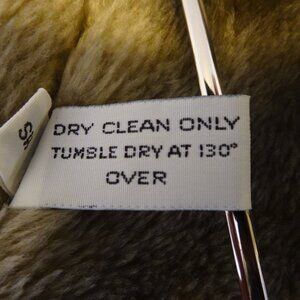 DRY CLEAN ONLY
TUMBLE DRY AT 130°
OVER